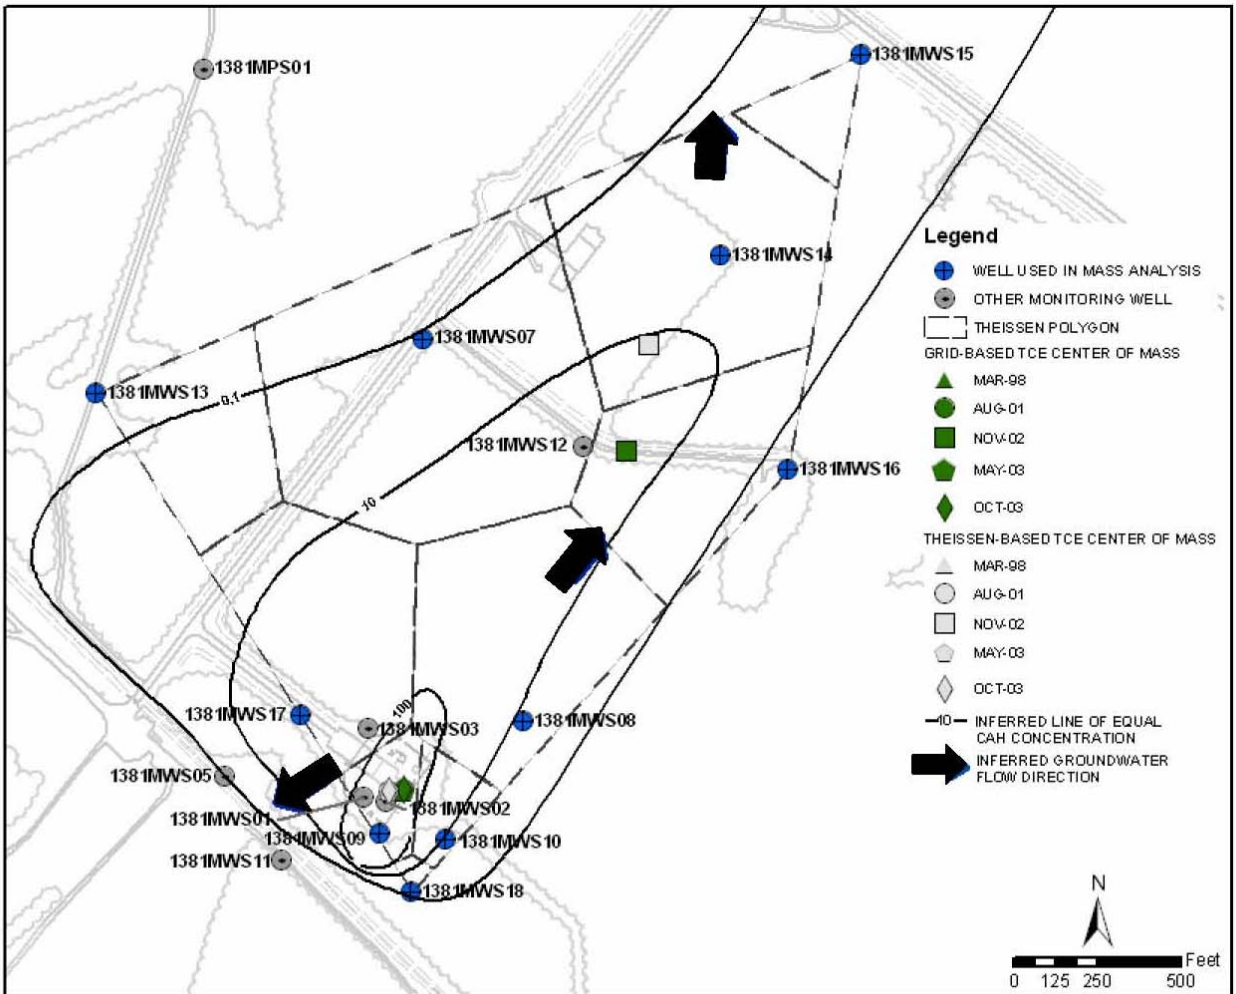 1381MPS01
1381MWS15
1381MWS14
1381MWS07
1381MWS13
0.1
1381MWS12
1381MWS16
10
1381MWS17
100
1381MWS03
1381MWS08
1381MWS05
1381MWS01
1381MWS02
1381MWS09
1381MWS10
1381MWS11
1381MWS18
Legend
WELL USED IN MASS ANALYSIS
OTHER MONITORING WELL
THEISSEN POLYGON
GRID-BASED TCE CENTER OF MASS
MAR-98
AUG-01
NOV-02
MAY-03
OCT-03
THEISSEN-BASED TCE CENTER OF MASS
MAR-98
AUG-01
NOV-02
MAY-03
OCT-03
10 INFERRED LINE OF EQUAL
CAH CONCENTRATION
INFERRED GROUNDWATER
FLOW DIRECTION
N
Feet
0 125 250 500